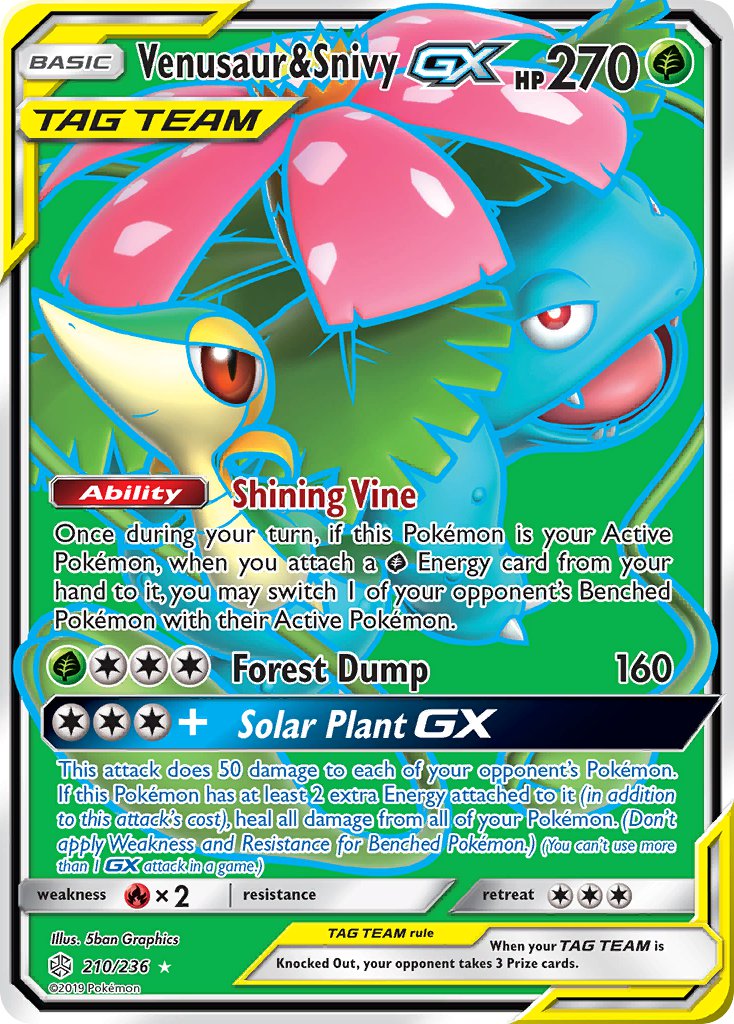 BASIC Venusaur&Snivy GX HP270
TAG TEAM
Ability Shining Vine
Once during your turn, if this Pokémon is your Active
Pokémon, when you attach a Energy card from your
hand to it, you may switch 1 of your opponent's Benched
Pokémon with their Active Pokémon.
Forest Dump 160
+ Solar Plant GX
This attack does 50 damage to each of your opponent's Pokémon.
If this Pokémon has at least 2 extra Energy attached to it (in addition
to this attack's cost), heal all damage from all of your Pokémon. (Don't
apply Weakness and Resistance for Benched Pokémon.) (You can't use more
than 1 GX attack in a game.)
weakness ×2 resistance retreat
Illus. 5ban Graphics
210/236
©2019 Pokémon
TAG TEAM rule
When your TAG TEAM is
Knocked Out, your opponent takes 3 Prize cards.